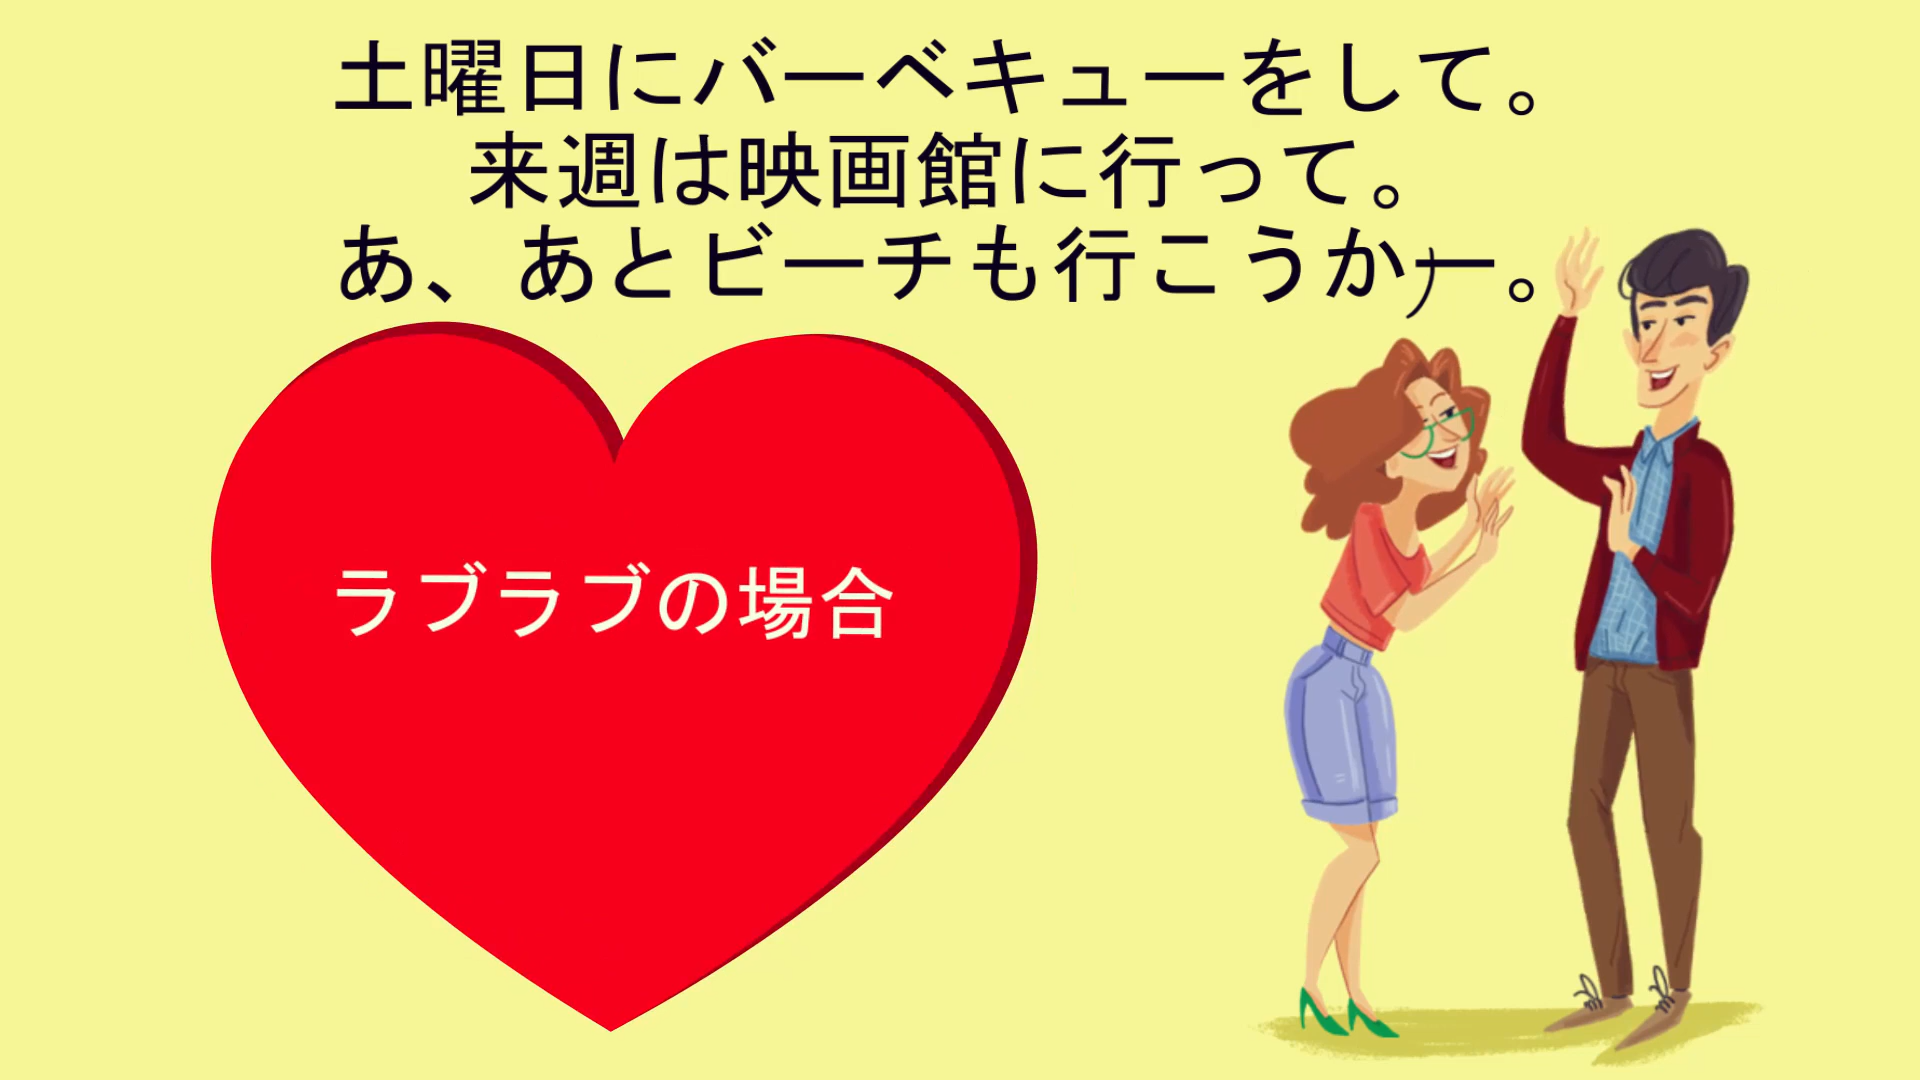 土曜日にバーベキューをして。
来週は映画館に行って。
あ、あとビーチも行こうかー。
ラブラブの場合